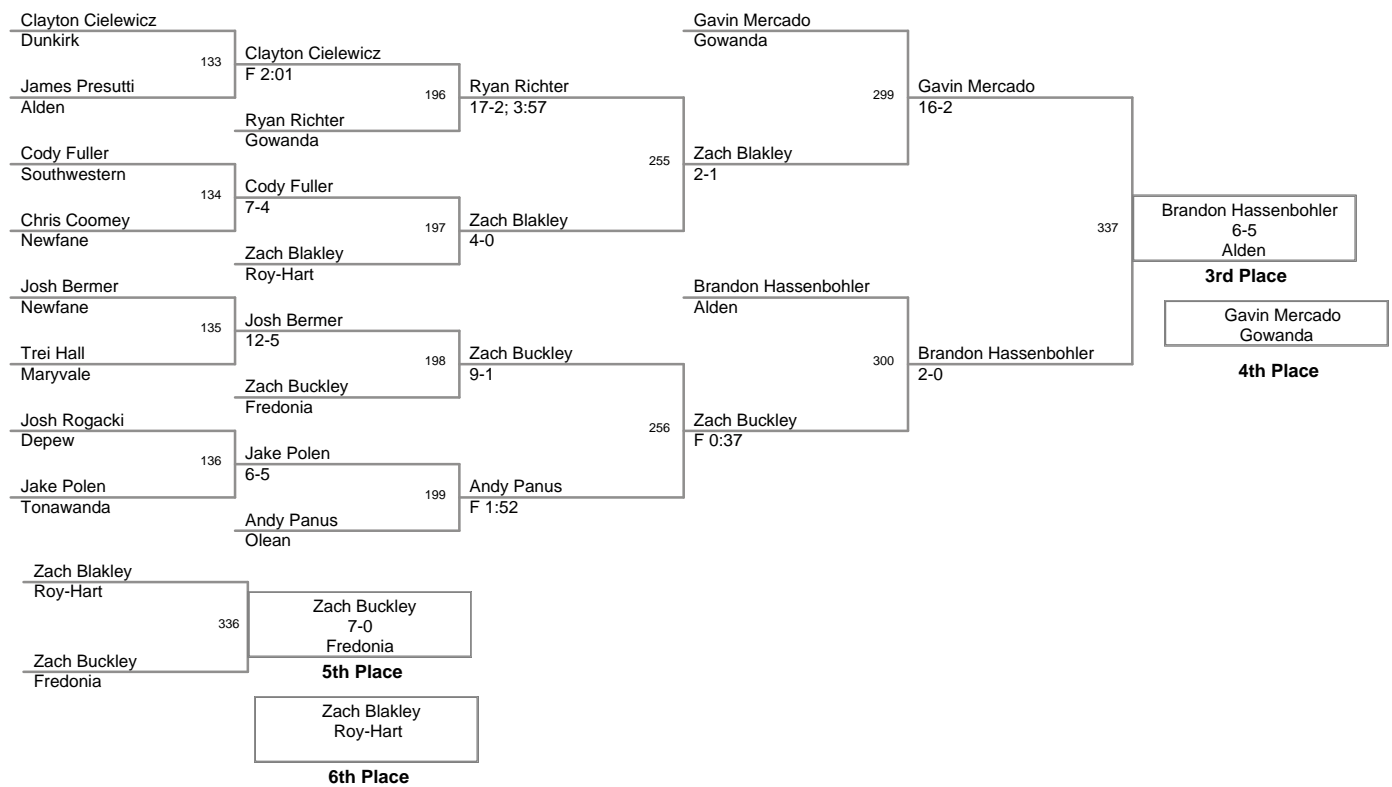 Clayton Cielewicz
Dunkirk
133
James Presutti
Alden
Cody Fuller
Southwestern
134
Chris Coomey
Newfane
Josh Bermer
Newfane
135
Trei Hall
Maryvale
Josh Rogacki
Depew
136
Jake Polen
Tonawanda
Clayton Cielewicz
F 2:01
196
Ryan Richter
Gowanda
Cody Fuller
7-4
197
Zach Blakley
Roy-Hart
Josh Bermer
12-5
198
Zach Buckley
Fredonia
Jake Polen
6-5
199
Andy Panus
Olean
Ryan Richter
17-2; 3:57
255
Zach Blakley
4-0
Zach Buckley
9-1
256
Andy Panus
F 1:52
Gavin Mercado
Gowanda
299
Zach Blakley
2-1
Brandon Hassenbohler
Alden
300
Zach Buckley
F 0:37
Gavin Mercado
16-2
337
Brandon Hassenbohler
2-0
Brandon Hassenbohler
6-5
Alden
3rd Place
Gavin Mercado
Gowanda
4th Place
Zach Blakley
Roy-Hart
336
Zach Buckley
Fredonia
Zach Buckley
7-0
Fredonia
5th Place
Zach Blakley
Roy-Hart
6th Place